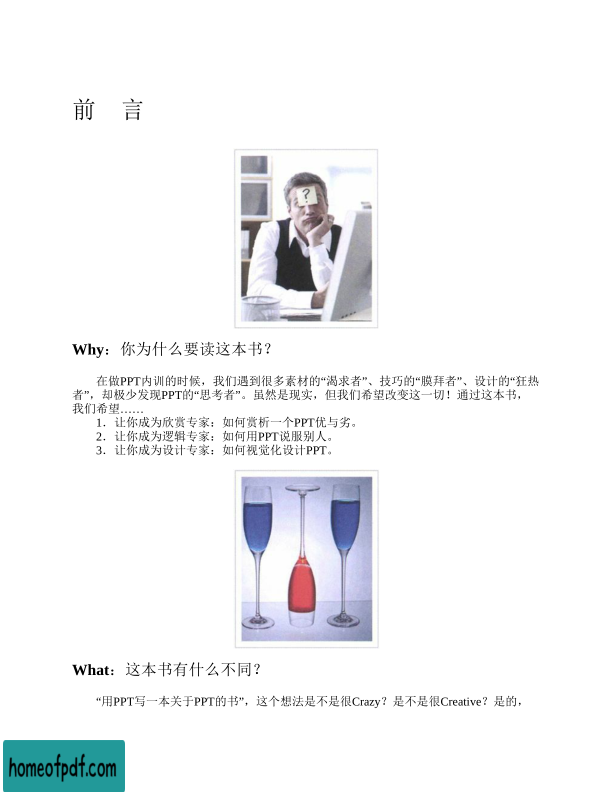 前 言
?
Why：你为什么要读这本书？
在做PPT内训的时候，我们遇到很多素材的“渴求者”、技巧的“膜拜者”、设计的“狂热
者”，却极少发现PPT的“思考者”。虽然是现实，但我们希望改变这一切！通过这本书，
我们希望……
1．让你成为欣赏专家：如何赏析一个PPT优与劣。
2．让你成为逻辑专家：如何用PPT说服别人。
3．让你成为设计专家：如何视觉化设计PPT。
What：这本书有什么不同？
“用PPT写一本关于PPT的书”，这个想法是不是很Crazy？是不是很Creative？是的，
homeofpdf.com